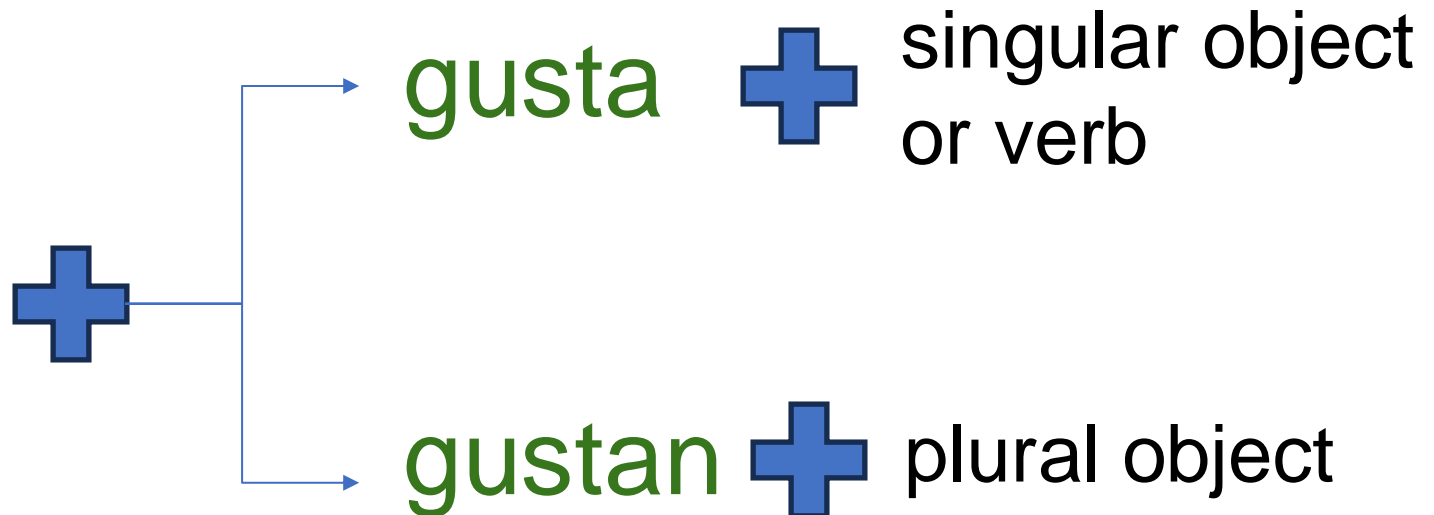 gusta
singular object
or verb
gustan
plural object